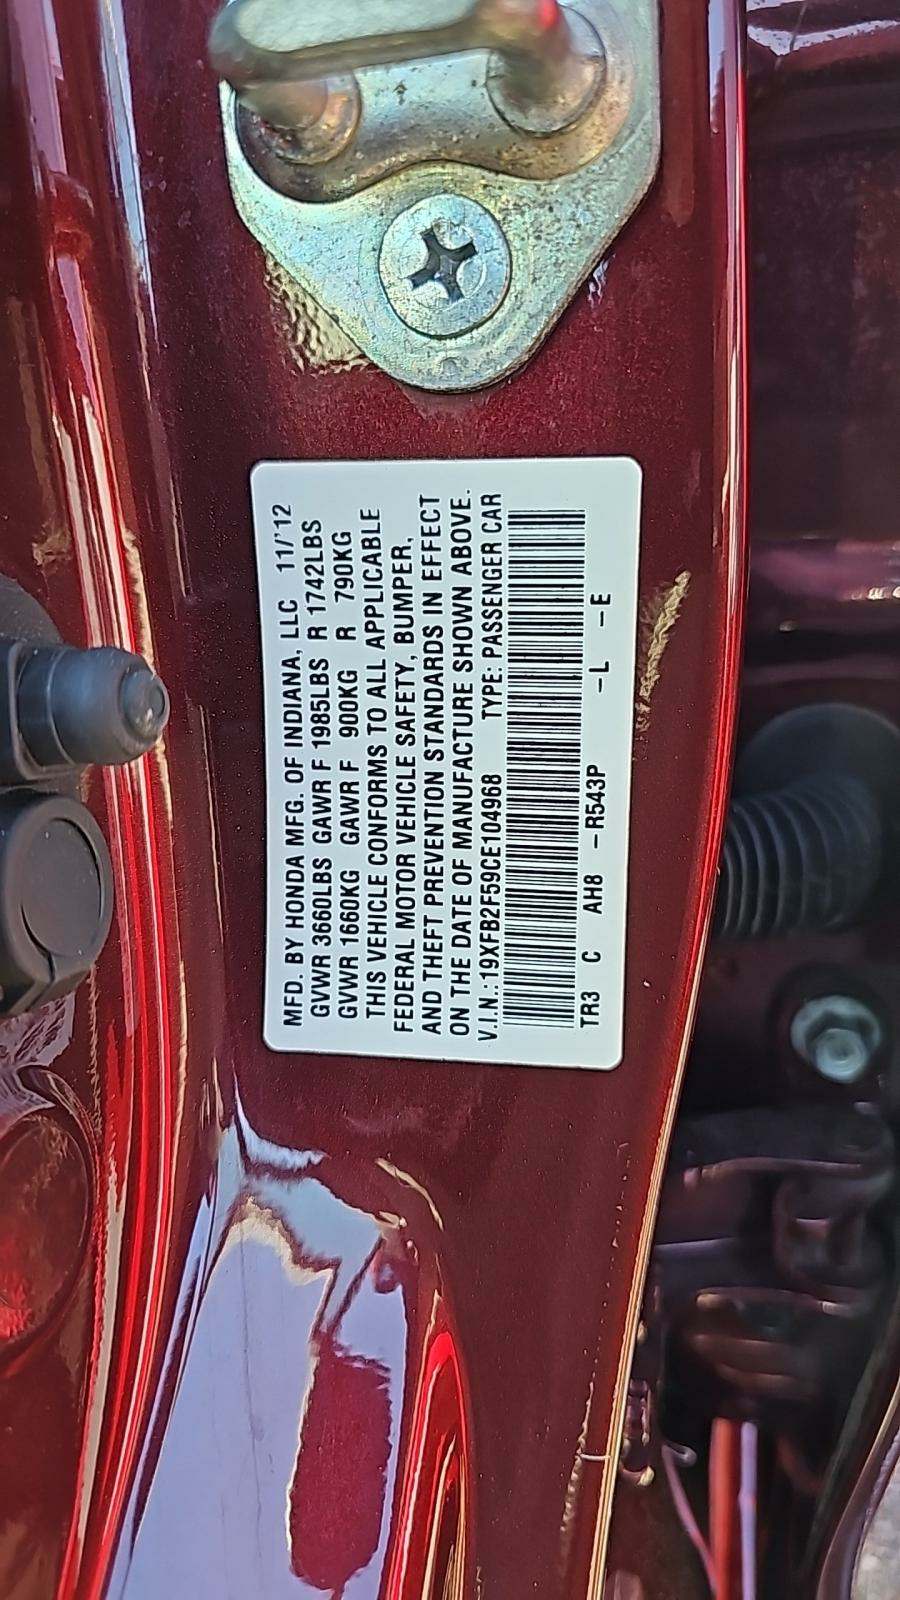 MFD. BY HONDA MFG. OF INDIANA, LLC 11/'12
GVWR 3660LBS GAWR F 1985LBS R 1742LBS
GVWR 1660KG GAWR F 900KG R 790KG
THIS VEHICLE CONFORMS TO ALL APPLICABLE
FEDERAL MOTOR VEHICLE SAFETY, BUMPER,
AND THEFT PREVENTION STANDARDS IN EFFECT
ON THE DATE OF MANUFACTURE SHOWN ABOVE.
V.I.N.:19XFB2F59CE104968 TYPE: PASSENGER CAR
TR3 C AH8 -R543P -L -E